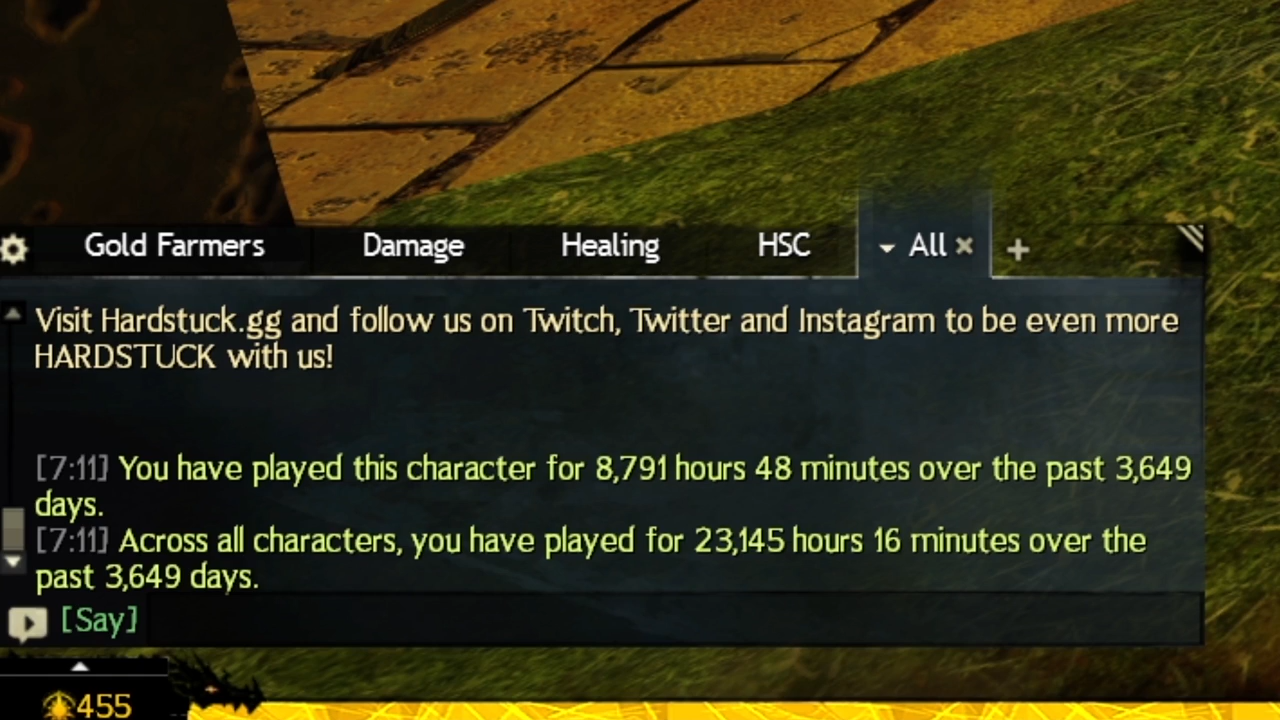 Gold Farmers Damage Healing HSC All
Visit Hardstuck.gg and follow us on Twitch, Twitter and Instagram to be even more
HARDSTUCK with us!
[7:11] You have played this character for 8,791 hours 48 minutes over the past 3,649
days.
[7:11] Across all characters, you have played for 23,145 hours 16 minutes over the
past 3,649 days.
[Say]
455